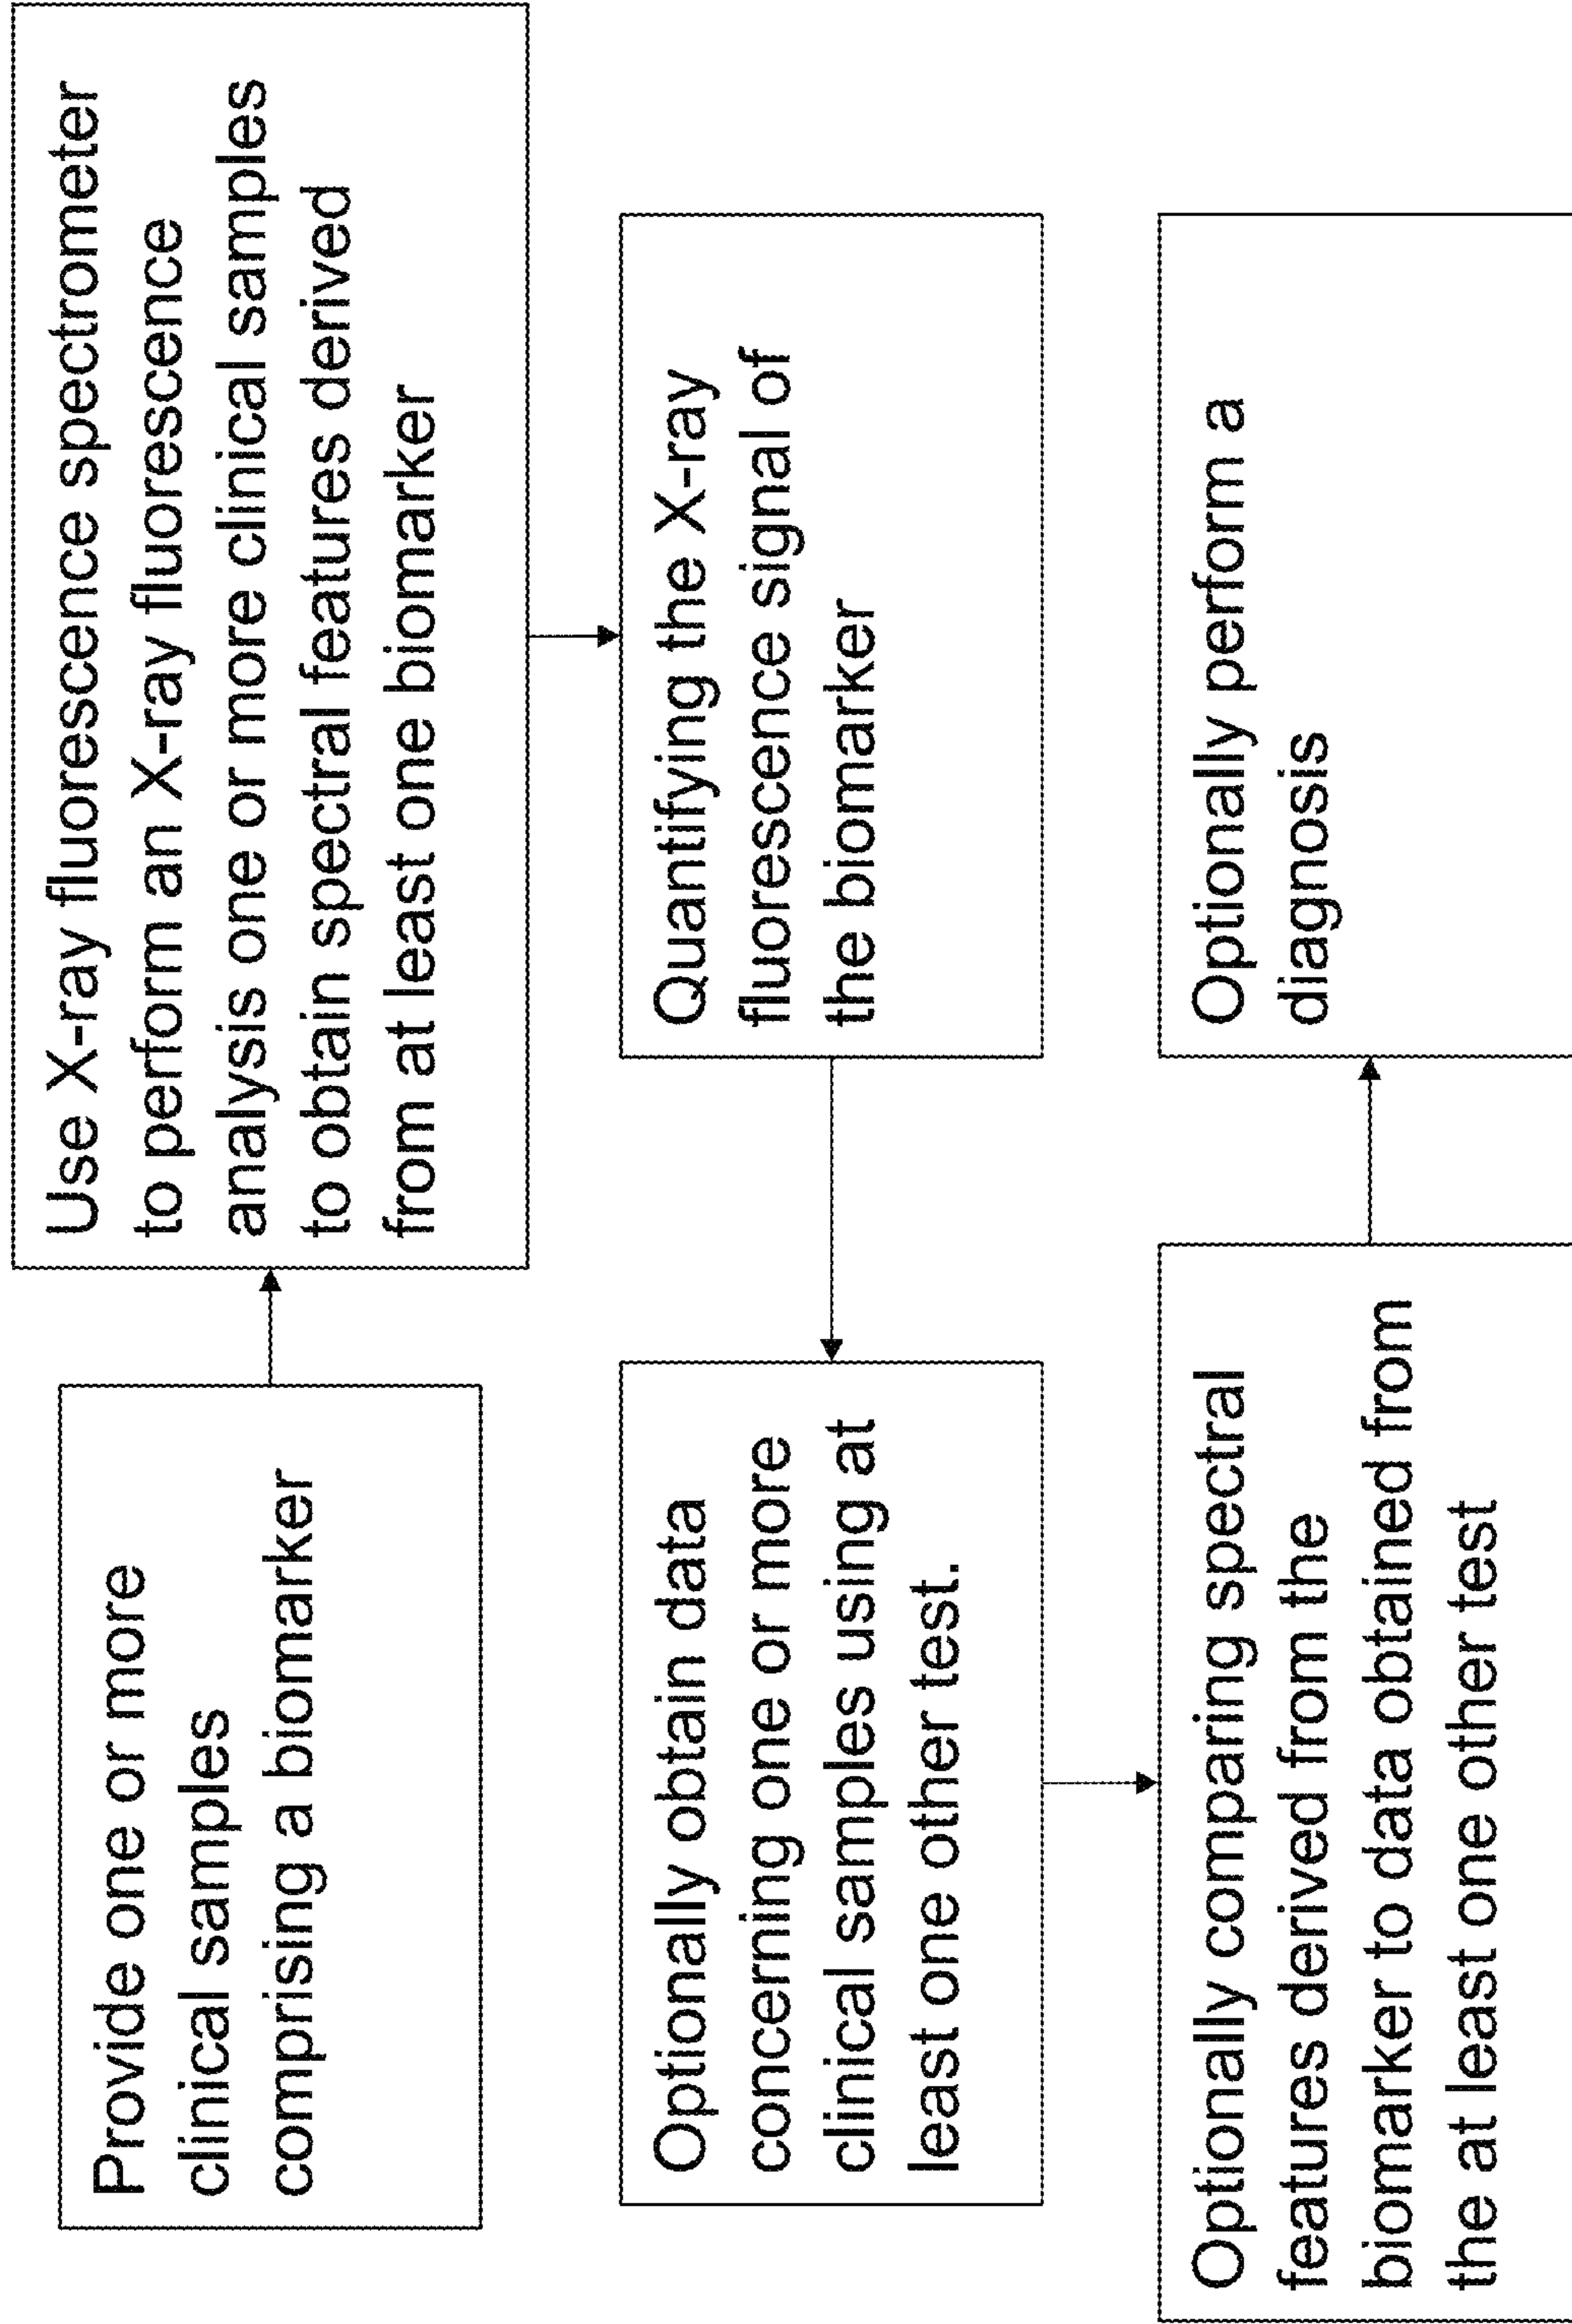 Provide one or more
clinical samples
comprising a biomarker
Use X-ray fluorescence spectrometer
to perform an X-ray fluorescence
analysis one or more clinical samples
to obtain spectral features derived
from at least one biomarker
Quantifying the X-ray
fluorescence signal of
the biomarker
Optionally obtain data
concerning one or more
clinical samples using at
least one other test.
Optionally comparing spectral
features derived from the
biomarker to data obtained from
the at least one other test
Optionally perform a
diagnosis